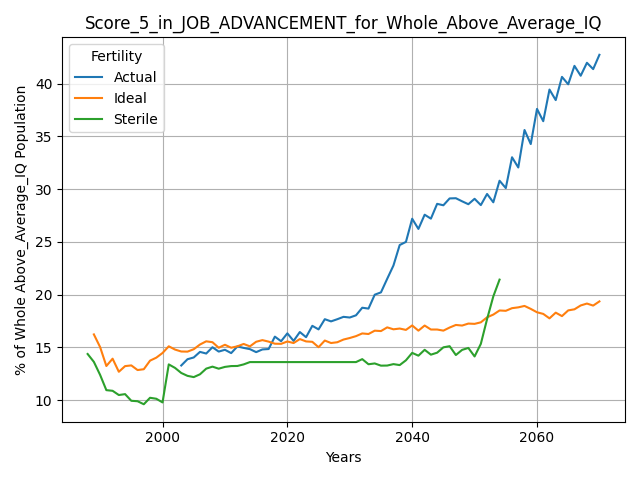 Score_5_in_JOB_ADVANCEMENT_for_Whole_Above_Average_IQ
Fertility
Actual
Ideal
Sterile
% of Whole Above_Average_IQ Population
40
35
30
25
20
15
10
2000
2020
2040
2060
Years